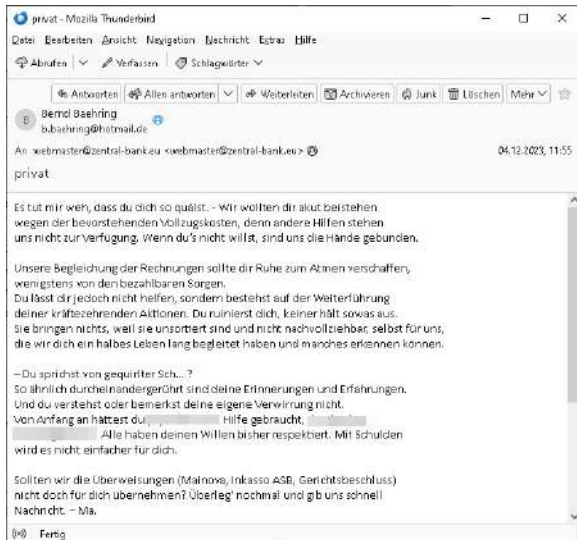 privat - Mozilla Thunderbird
Datei Bearbeiten Ansicht Navigation Nachricht Extras Hilfe
Abrufen Verfassen Schlagwörter
Antworten Allen antworten Weiterleiten Archivieren Junk Löschen Mehr
B Bernd Baehring
b.baehring@hotmail.de
An webmaster@zentral-bank.eu <webmaster@zentral-bank.eu> 04.12.2023, 11:55
privat
Es tut mir weh, dass du dich so quälst. - Wir wollten dir akut beistehen
wegen der bevorstehenden Vollzugskosten, denn andere Hilfen stehen
uns nicht zur Verfügung. Wenn du's nicht willst, sind uns die Hände gebunden.
Unsere Begleichung der Rechnungen sollte dir Ruhe zum Atmen verschaffen,
wenigstens von den bezahlbaren Sorgen.
Du lässt dir jedoch nicht helfen, sondern bestehst auf der Weiterführung
deiner kräftezehrenden Aktionen. Du ruinierst dich, keiner hält sowas aus.
Sie bringen nichts, weil sie unsortiert sind und nicht nachvollziehbar, selbst für uns,
die wir dich ein halbes Leben lang begleitet haben und manches erkennen können.
– Du sprichst von gequirlter Sch... ?
So ähnlich durcheinandergerührt sind deine Erinnerungen und Erfahrungen.
Und du verstehst oder bemerkst deine eigene Verwirrung nicht.
Von Anfang an hättest du Hilfe gebraucht,
Alle haben deinen Willen bisher respektiert. Mit Schulden
wird es nicht einfacher für dich.
Sollten wir die Überweisungen (Mainova, Inkasso ASB, Gerichtsbeschluss)
nicht doch für dich übernehmen? Überleg' nochmal und gib uns schnell
Nachricht. – Ma.
Fertig